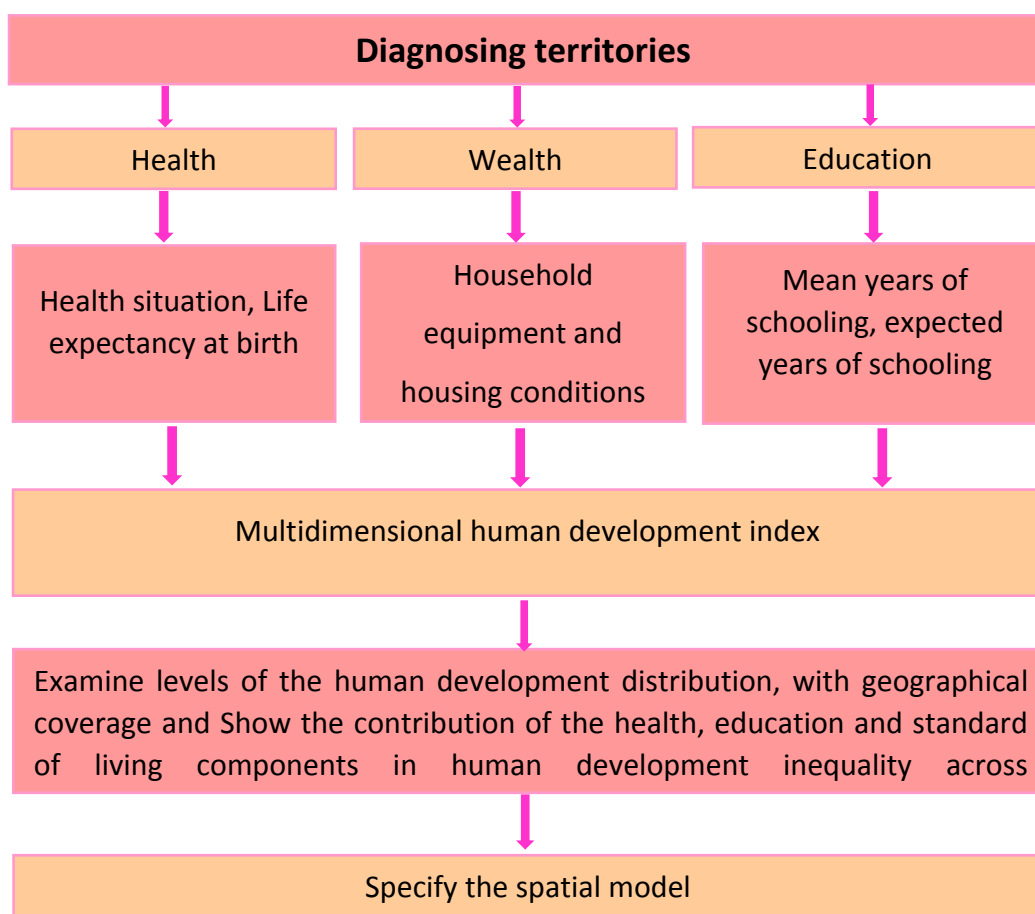 Diagnosing territories
Health
Wealth
Education
Health situation, Life
expectancy at birth
Household
equipment and
housing conditions
Mean years of
schooling, expected
years of schooling
Multidimensional human development index
Examine levels of the human development distribution, with geographical
coverage and Show the contribution of the health, education and standard
of living components in human development inequality across
Specify the spatial model